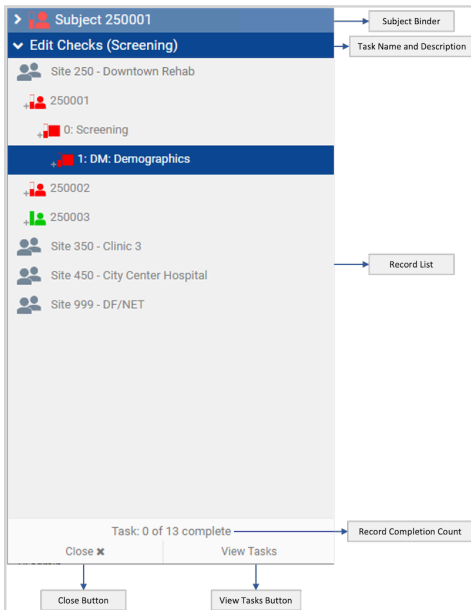 Subject 250001
Subject Binder
Edit Checks (Screening)
Task Name and Description
Site 250 - Downtown Rehab
250001
0: Screening
1: DM: Demographics
250002
250003
Site 350 - Clinic 3
Record List
Site 450 - City Center Hospital
Site 999 - DF/NET
Task: 0 of 13 complete
Record Completion Count
Close ✖
View Tasks
Close Button
View Tasks Button